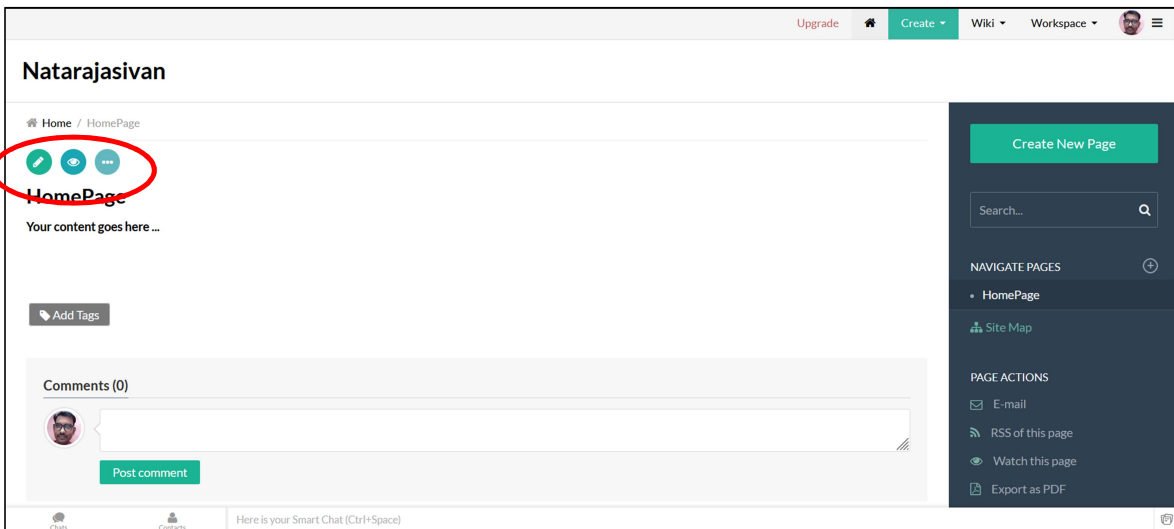 Upgrade Create Wiki Workspace
Natarajasivan
Home / HomePage
HomePage
Your content goes here ...
Add Tags
Comments (0)
Post comment
Create New Page
Search...
NAVIGATE PAGES
HomePage
Site Map
PAGE ACTIONS
E-mail
RSS of this page
Watch this page
Export as PDF
Chats Contacts Here is your Smart Chat (Ctrl+Space)